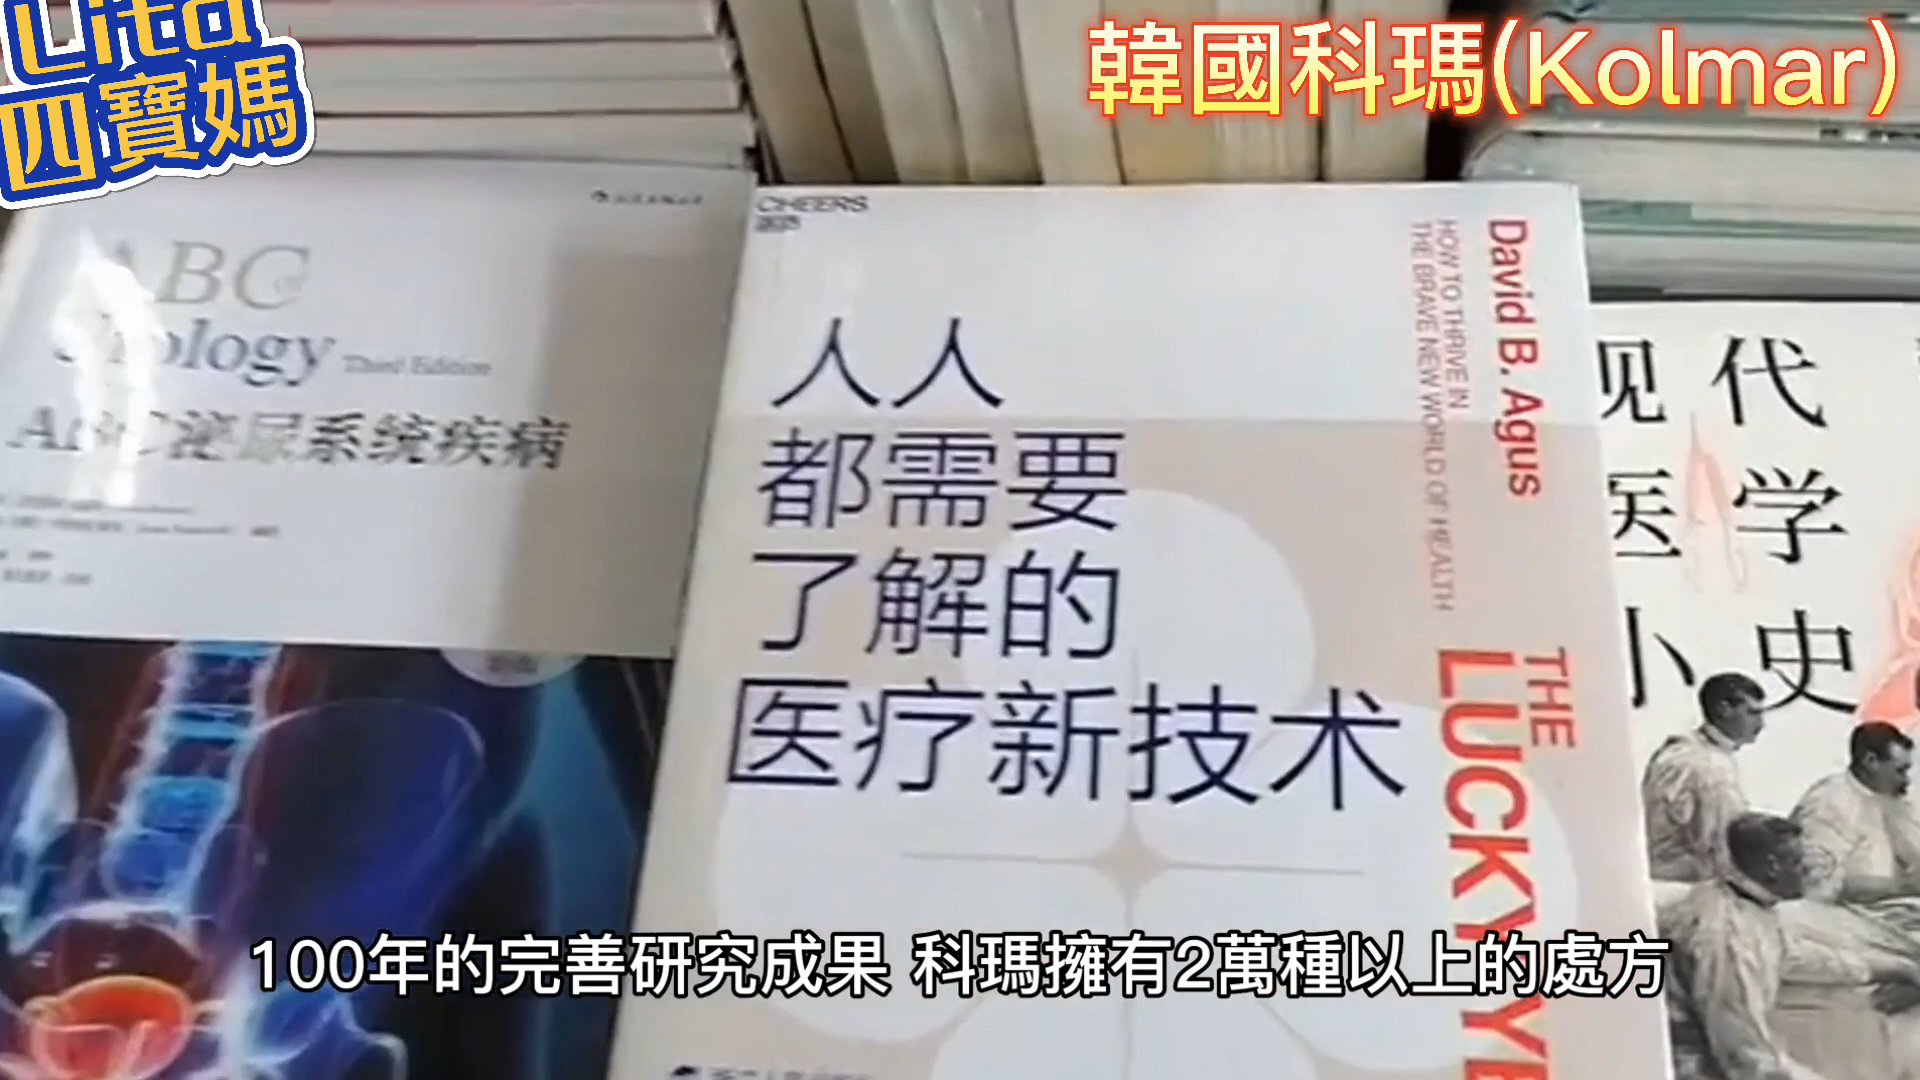 Lita
四寶媽
韓國科瑪(Kolmar)
ABC
Urology Third Edition
ABC泌尿系统疾病
CHEERS
人人
都需要
了解的
医疗新技术
David B. Agus
HOW TO THRIVE IN
THE BRAVE NEW WORLD OF HEALTH
THE
LUCKY
现代
医学
小史
100年的完善研究成果 科瑪擁有2萬種以上的處方